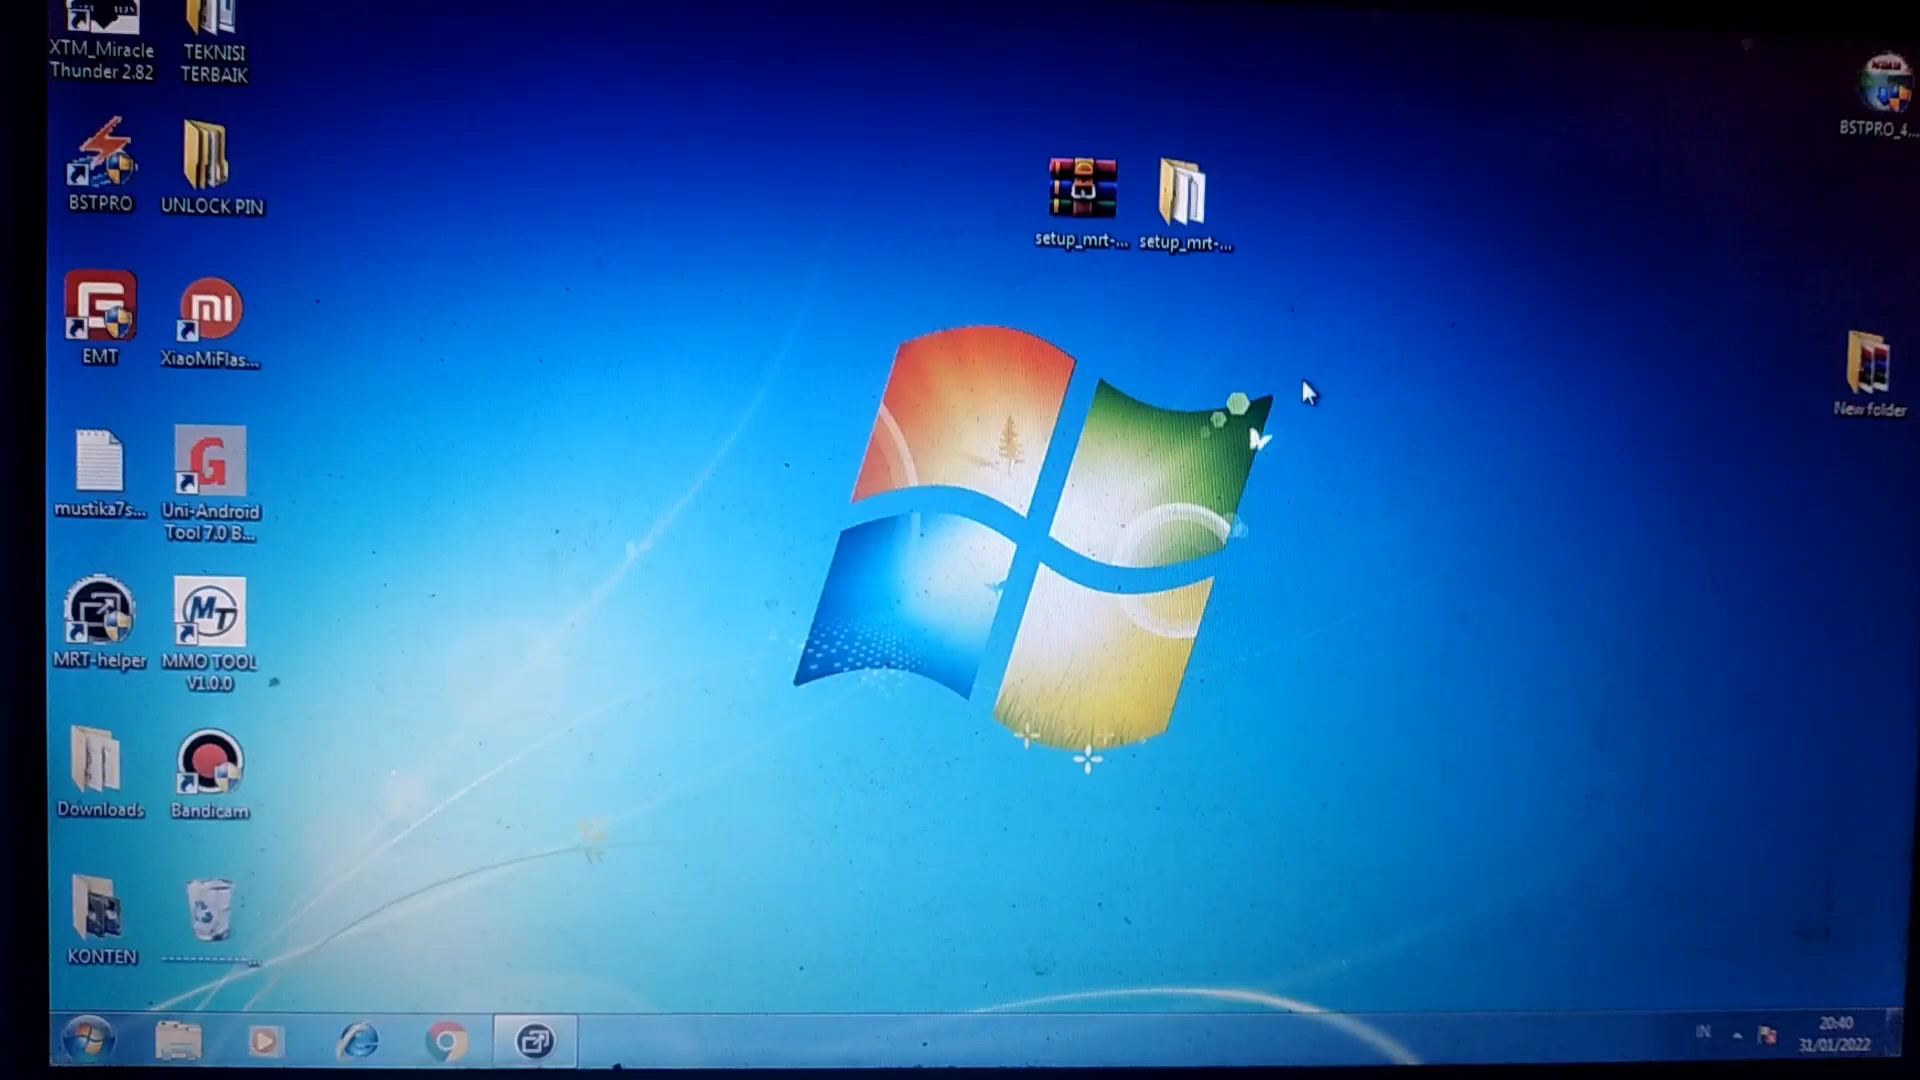 XTM_Miracle
Thunder 2.82
TEKNISI
TERBAIK
BSTPRO
UNLOCK PIN
EMT
mi
XiaoMiFlas...
mustika7s...
G
Uni-Android
Tool 7.0 B...
MRT-helper
MT
MMO TOOL
V1.0.0
Downloads
Bandicam
KONTEN
------------...
setup_mrt-...
setup_mrt-...
BSTPRO_4...
New folder
IN
20:40
31/01/2022